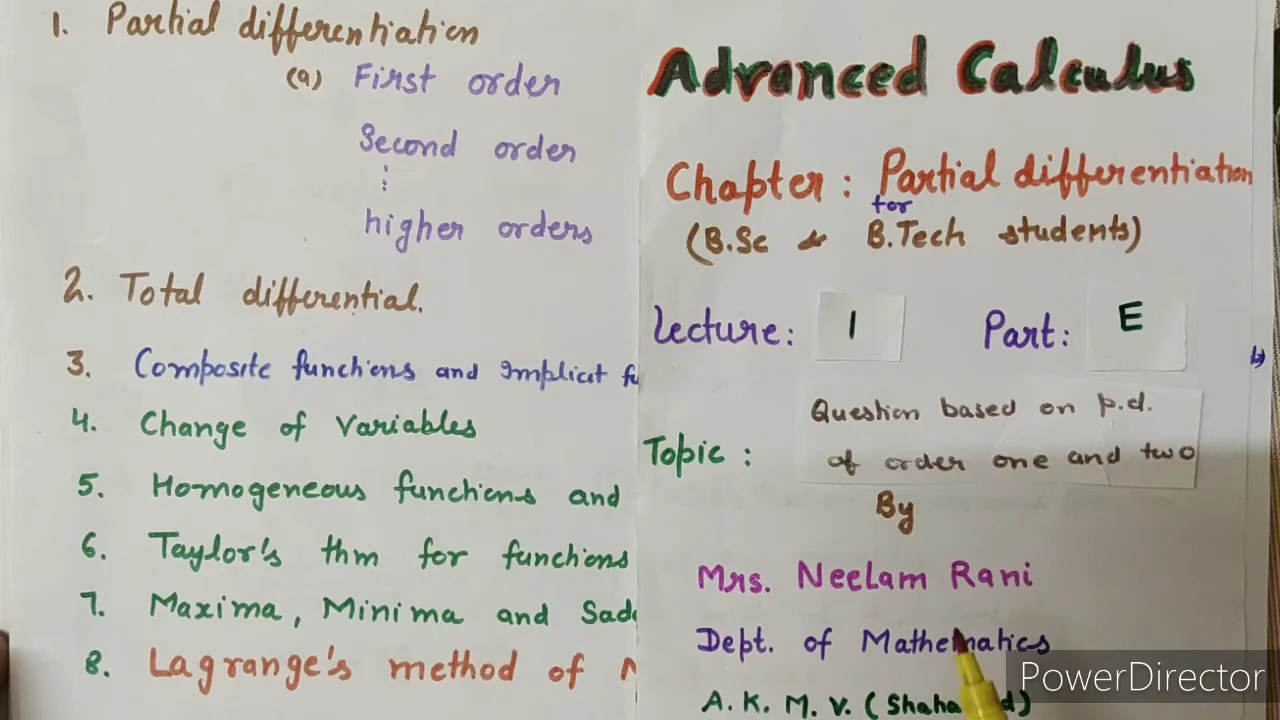 1. Partial differentiation
(a) First order
Second order
⋮
higher orders
2. Total differential.
3. Composite functions and Implicit
4. Change of Variables
5. Homogeneous functions and
6. Taylor's thm for functions
7. Maxima, Minima and
8. Lagrange's method of
Advanced Calculus
Chapter: Partial differentiation
for
(B.Sc & B.Tech students)
Lecture: 1 Part: E
b)
Topic: Question based on p.d.
of order one and two
By
Mrs. Neelam Rani
Dept. of Mathematics
A. K. M. V. (
PowerDirector